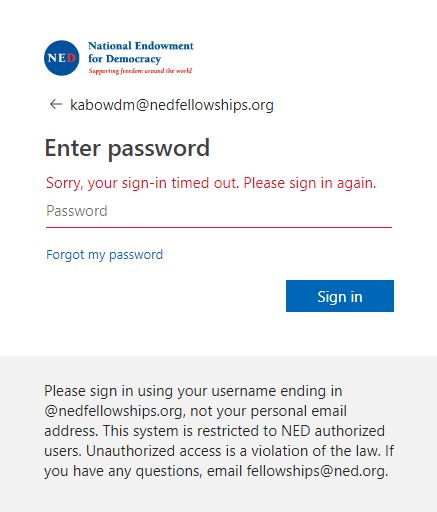 NED
National Endowment
for Democracy
Supporting freedom around the world
← kabowdm@nedfellowships.org
Enter password
Sorry, your sign-in timed out. Please sign in again.
Password
Forgot my password
Sign in
Please sign in using your username ending in
@nedfellowships.org, not your personal email
address. This system is restricted to NED authorized
users. Unauthorized access is a violation of the law. If
you have any questions, email fellowships@ned.org.